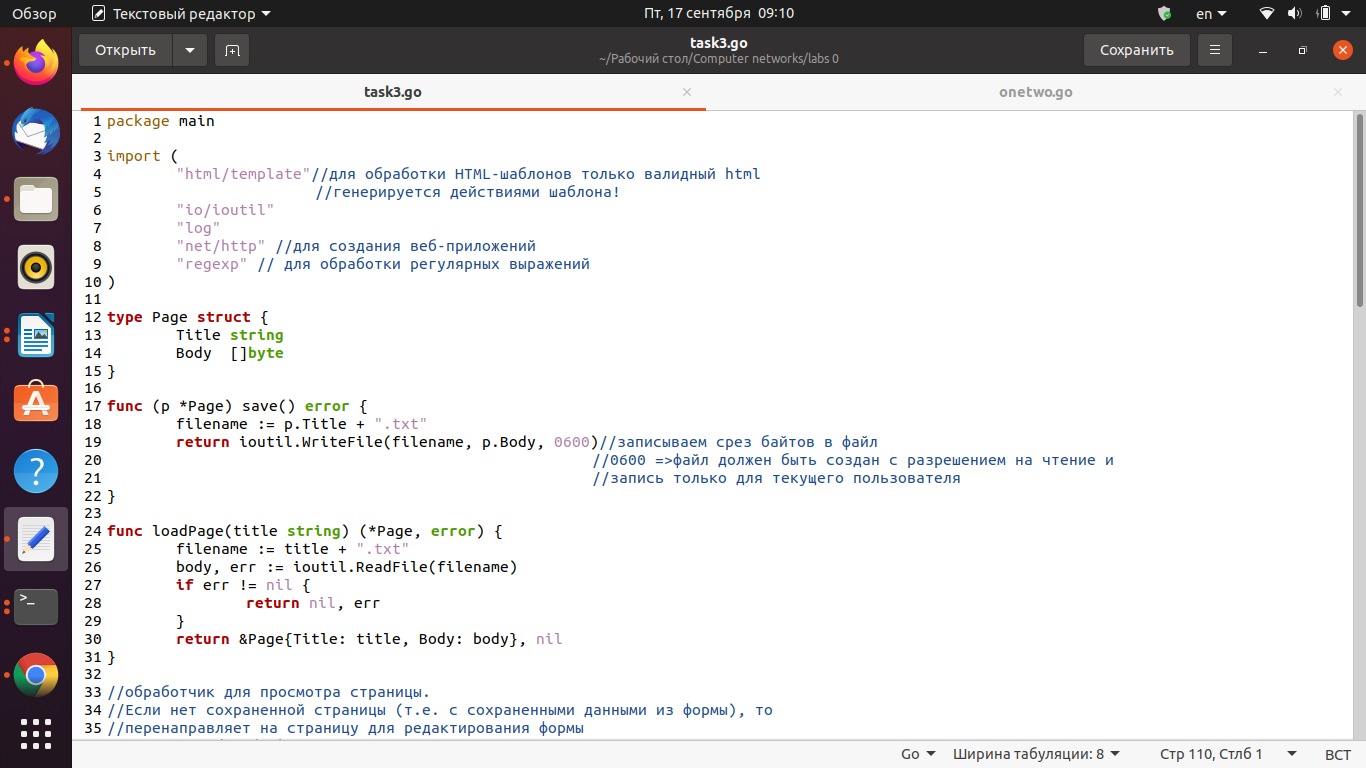 Обзор
Текстовый редактор
Пт, 17 сентября 09:10
en
Открыть
task3.go
~/Рабочий стол/Computer networks/labs 0
Сохранить
task3.go
onetwo.go
1 package main
2
3 import (
4 "html/template"//для обработки HTML-шаблонов только валидный html
5 //генерируется действиями шаблона!
6 "io/ioutil"
7 "log"
8 "net/http" //для создания веб-приложений
9 "regexp" // для обработки регулярных выражений
10 )
11
12 type Page struct {
13 Title string
14 Body []byte
15 }
16
17 func (p *Page) save() error {
18 filename := p.Title + ".txt"
19 return ioutil.WriteFile(filename, p.Body, 0600)//записываем срез байтов в файл
20 //0600 =>файл должен быть создан с разрешением на чтение и
21 //запись только для текущего пользователя
22 }
23
24 func loadPage(title string) (*Page, error) {
25 filename := title + ".txt"
26 body, err := ioutil.ReadFile(filename)
27 if err != nil {
28 return nil, err
29 }
30 return &Page{Title: title, Body: body}, nil
31 }
32
33 //обработчик для просмотра страницы.
34 //Если нет сохраненной страницы (т.е. с сохраненными данными из формы), то
35 //перенаправляет на страницу для редактирования формы
Go
Ширина табуляции: 8
Стр 110, Стлб 1
ВСТ